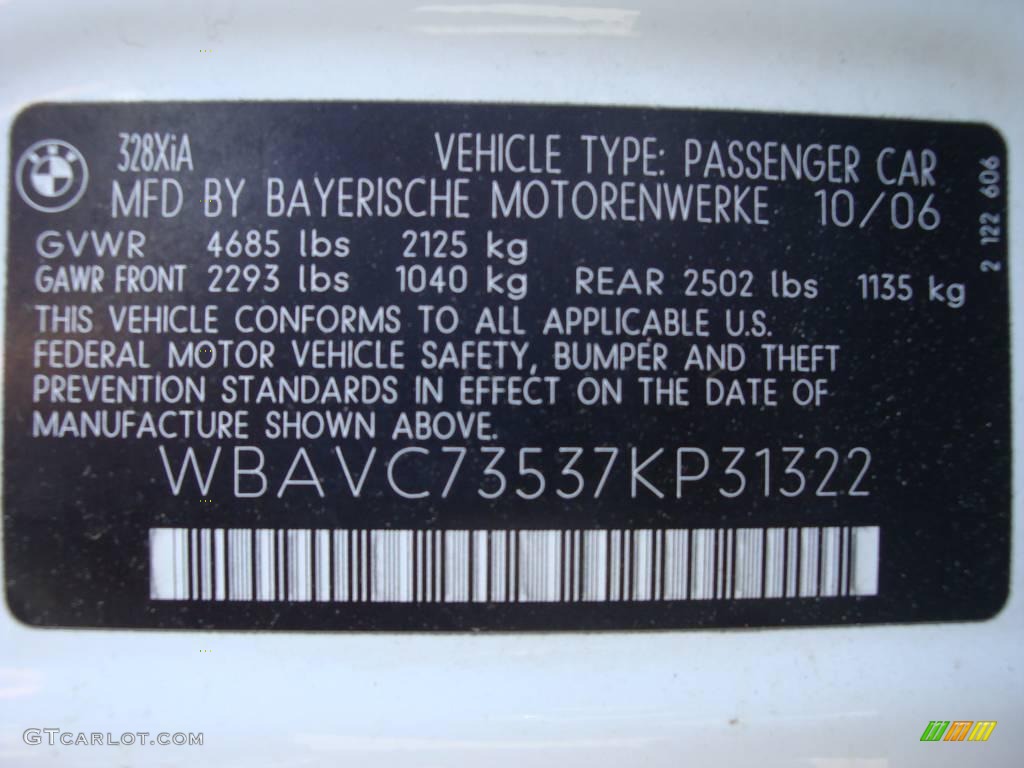 328XiA VEHICLE TYPE: PASSENGER CAR
MFD BY BAYERISCHE MOTORENWERKE 10/06
GVWR 4685 lbs 2125 kg
GAWR FRONT 2293 lbs 1040 kg REAR 2502 lbs 1135 kg
THIS VEHICLE CONFORMS TO ALL APPLICABLE U.S.
FEDERAL MOTOR VEHICLE SAFETY, BUMPER AND THEFT
PREVENTION STANDARDS IN EFFECT ON THE DATE OF
MANUFACTURE SHOWN ABOVE.
WBAVC73537KP31322
2 122 606
GTCARLOT.COM